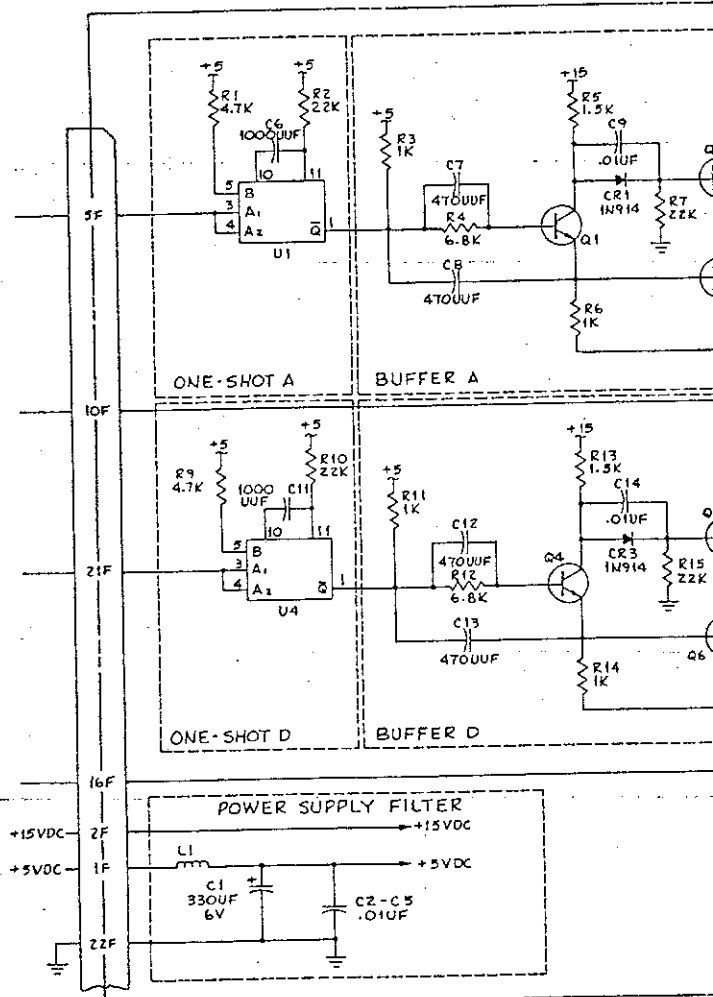 +5
R1
4.7K
+5
R2
22K
C6
1000UUF
10
11
5 B
3 A1
4 A2
Q̅ 1
U1
5F
ONE-SHOT A
+5
R3
1K
C7
470UUF
R4
6.8K
C8
470UUF
+15
R5
1.5K
C9
.01UF
CR1
1N914
R7
22K
Q1
R6
1K
Q
BUFFER A
10F
+5
R9
4.7K
+5
R10
22K
1000
UUF
C11
10
11
5 B
3 A1
4 A2
Q̅ 1
U4
21F
ONE-SHOT D
+5
R11
1K
C12
470UUF
R12
6.8K
C13
470UUF
+15
R13
1.5K
C14
.01UF
CR3
1N914
R15
22K
Q4
R14
1K
Q
Q6
BUFFER D
16F
POWER SUPPLY FILTER
+15VDC 2F +15VDC
+5VDC 1F L1 +5VDC
+
C1
330UF
6V
C2-C5
.01UF
22F